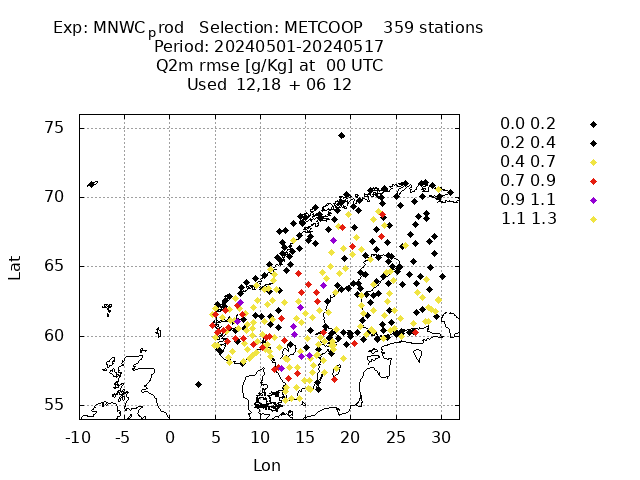 Exp: MNWCprod Selection: METCOOP 359 stations
Period: 20240501-20240517
Q2m rmse [g/Kg] at 00 UTC
Used 12,18 + 06 12
75
70
65
60
55
-10 -5 0 5 10 15 20 25 30
Lat
Lon
0.0 0.2
0.2 0.4
0.4 0.7
0.7 0.9
0.9 1.1
1.1 1.3